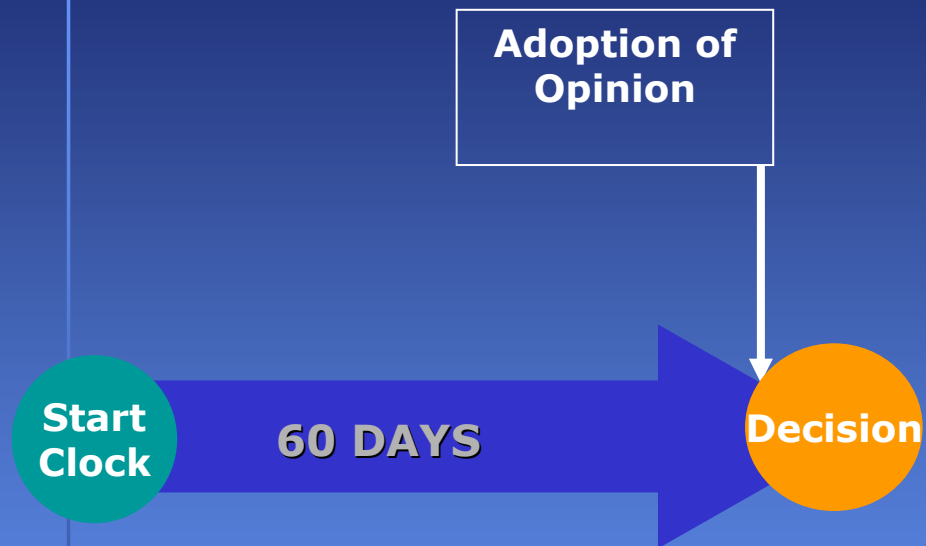 Adoption of
Opinion
Start
Clock
60 DAYS
Decision